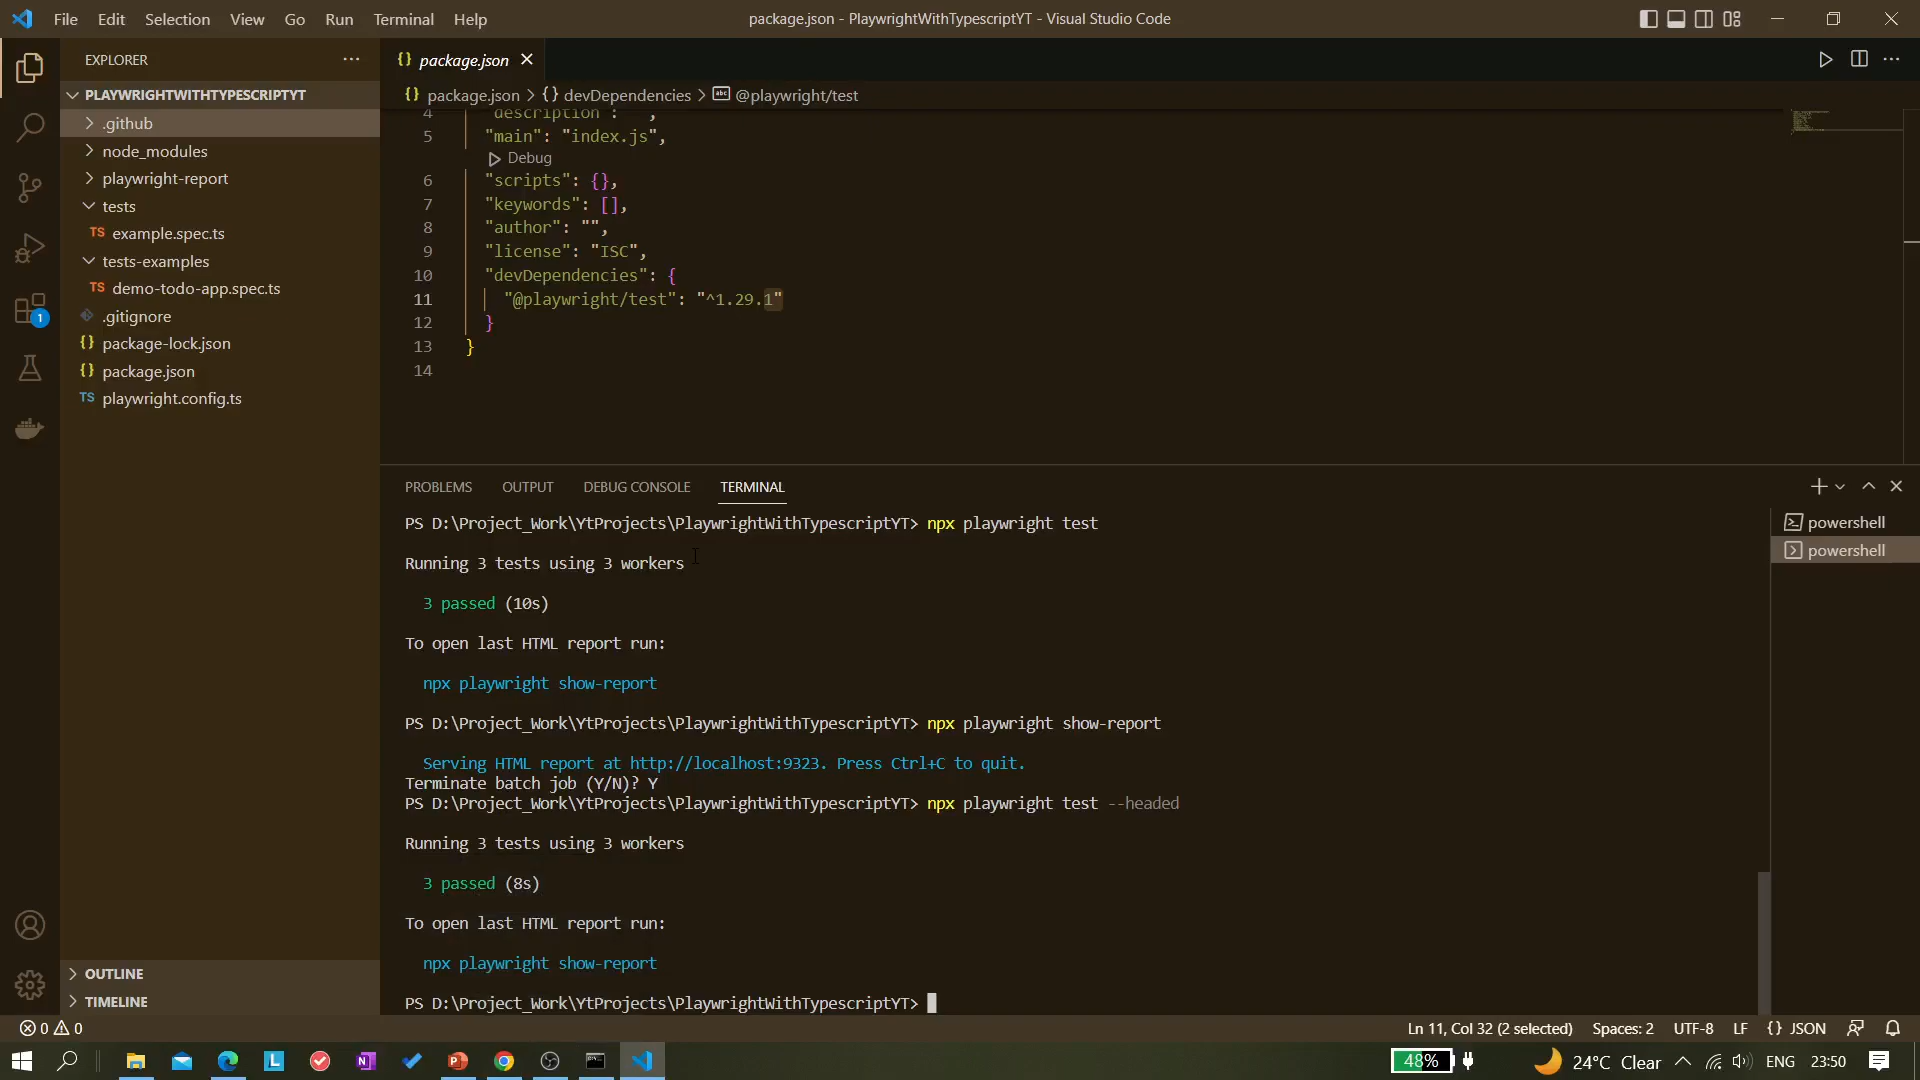 File Edit Selection View Go Run Terminal Help
package.json - PlaywrightWithTypescriptYT - Visual Studio Code
EXPLORER
PLAYWRIGHTWITHTYPESCRIPTYT
.github
node_modules
playwright-report
tests
TS example.spec.ts
tests-examples
TS demo-todo-app.spec.ts
.gitignore
{} package-lock.json
{} package.json
TS playwright.config.ts
OUTLINE
TIMELINE
1
{} package.json
{} package.json > {} devDependencies > abc @playwright/test
4 "description": "",
5 "main": "index.js",
Debug
6 "scripts": {},
7 "keywords": [],
8 "author": "",
9 "license": "ISC",
10 "devDependencies": {
11 "@playwright/test": "^1.29.1"
12 }
13 }
14
PROBLEMS OUTPUT DEBUG CONSOLE TERMINAL
PS D:\Project_Work\YtProjects\PlaywrightWithTypescriptYT> npx playwright test
Running 3 tests using 3 workers
3 passed (10s)
To open last HTML report run:
npx playwright show-report
PS D:\Project_Work\YtProjects\PlaywrightWithTypescriptYT> npx playwright show-report
Serving HTML report at http://localhost:9323. Press Ctrl+C to quit.
Terminate batch job (Y/N)? Y
PS D:\Project_Work\YtProjects\PlaywrightWithTypescriptYT> npx playwright test --headed
Running 3 tests using 3 workers
3 passed (8s)
To open last HTML report run:
npx playwright show-report
PS D:\Project_Work\YtProjects\PlaywrightWithTypescriptYT>
powershell
powershell
0 0
Ln 11, Col 32 (2 selected) Spaces: 2 UTF-8 LF {} JSON
48% 24°C Clear ENG 23:50